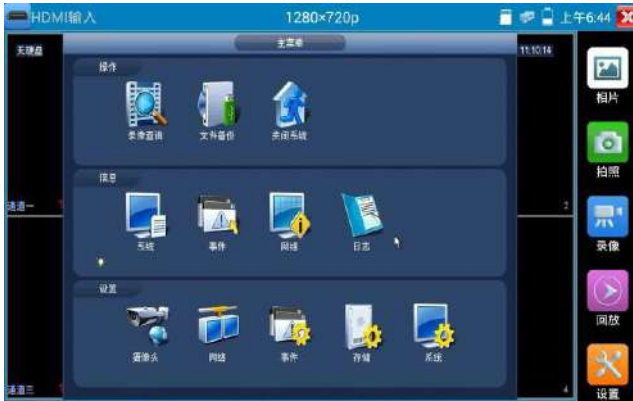 HDMI输入
1280×720p
上午6:44
无硬盘
主菜单
11:10:14
操作
录像查询
文件备份
关闭系统
信息
系统
事件
网络
日志
设置
摄像头
网络
事件
存储
系统
通道一
2
通道三
4
相片
拍照
录像
回放
设置